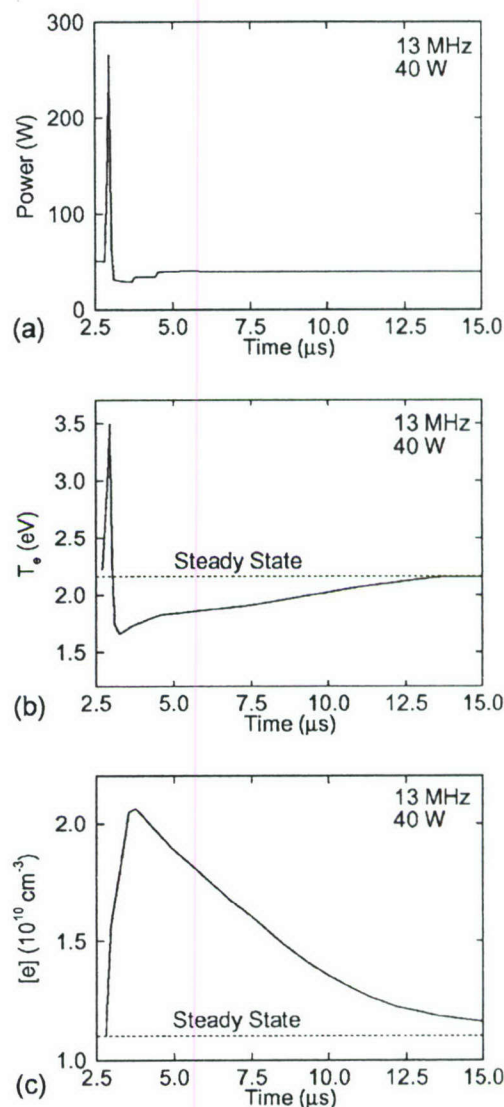 300
200
100
0
Power (W)
13 MHz
40 W
2.5 5.0 7.5 10.0 12.5 15.0
(a) Time (μs)
3.5
3.0
2.5
2.0
1.5
Tₑ (eV)
13 MHz
40 W
Steady State
2.5 5.0 7.5 10.0 12.5 15.0
(b) Time (μs)
2.0
1.5
1.0
[e] (10¹⁰ cm⁻³)
13 MHz
40 W
Steady State
2.5 5.0 7.5 10.0 12.5 15.0
(c) Time (μs)